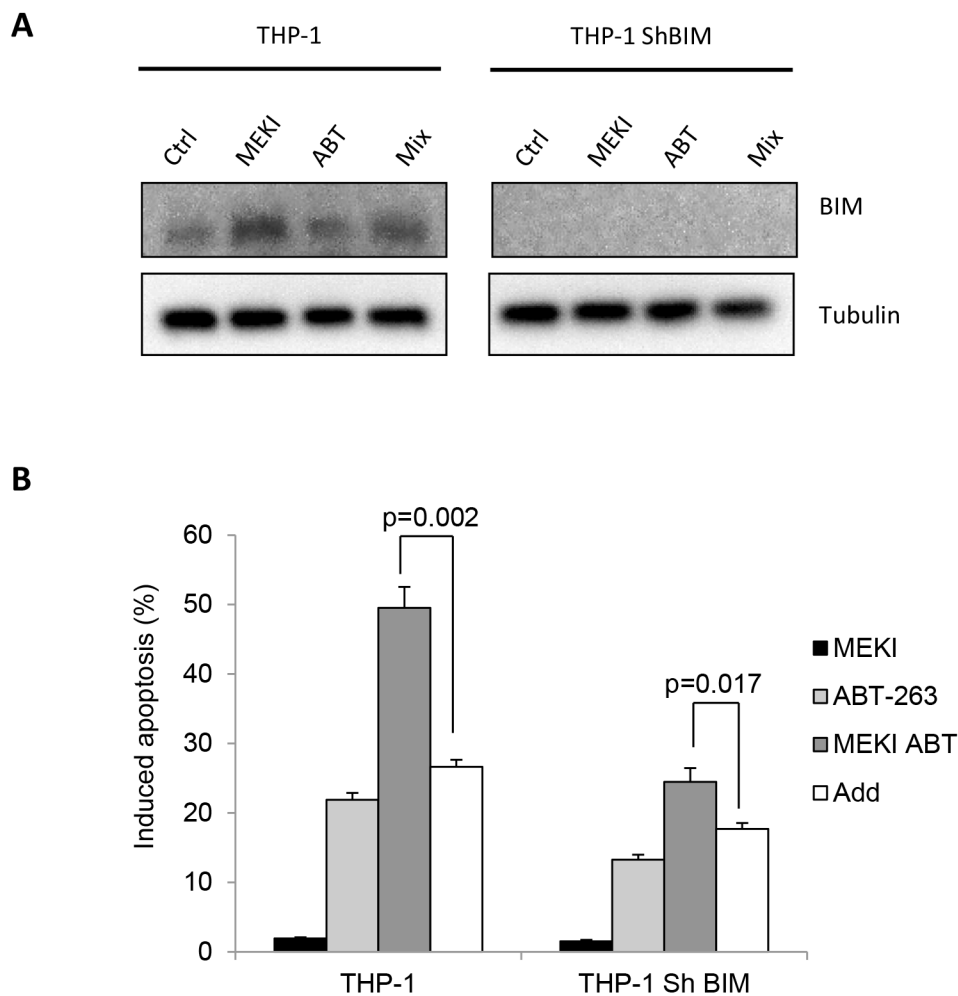 A
THP-1
THP-1 ShBIM
Ctrl
MEKI
ABT
Mix
Ctrl
MEKI
ABT
Mix
BIM
Tubulin
B
Induced apoptosis (%)
60
50
40
30
20
10
0
p=0.002
p=0.017
MEKI
ABT-263
MEKI ABT
Add
THP-1
THP-1 Sh BIM